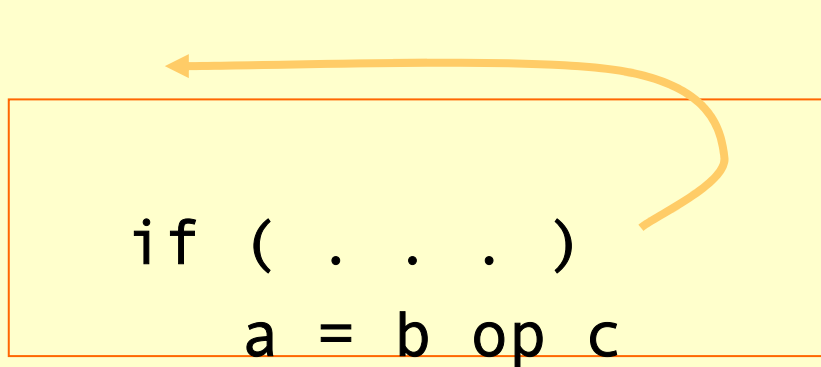 if ( . . . )
a = b op c